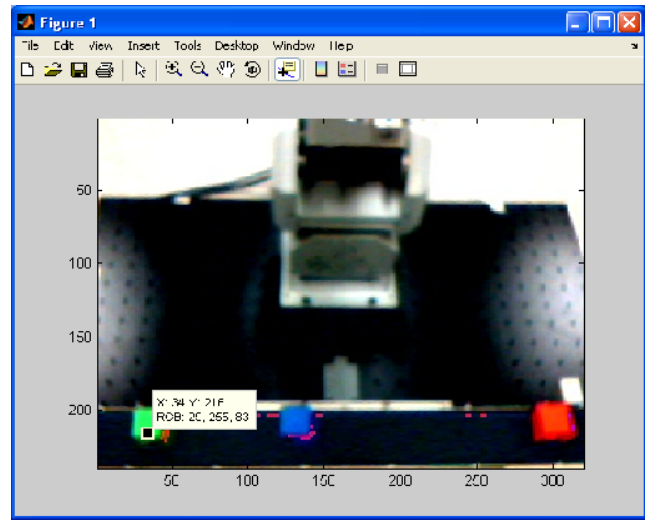 Figure 1
File Edit View Insert Tools Desktop Window Help
50
100
150
200
X: 34 Y: 216
RGB: 20, 255, 83
50 100 150 200 250 300